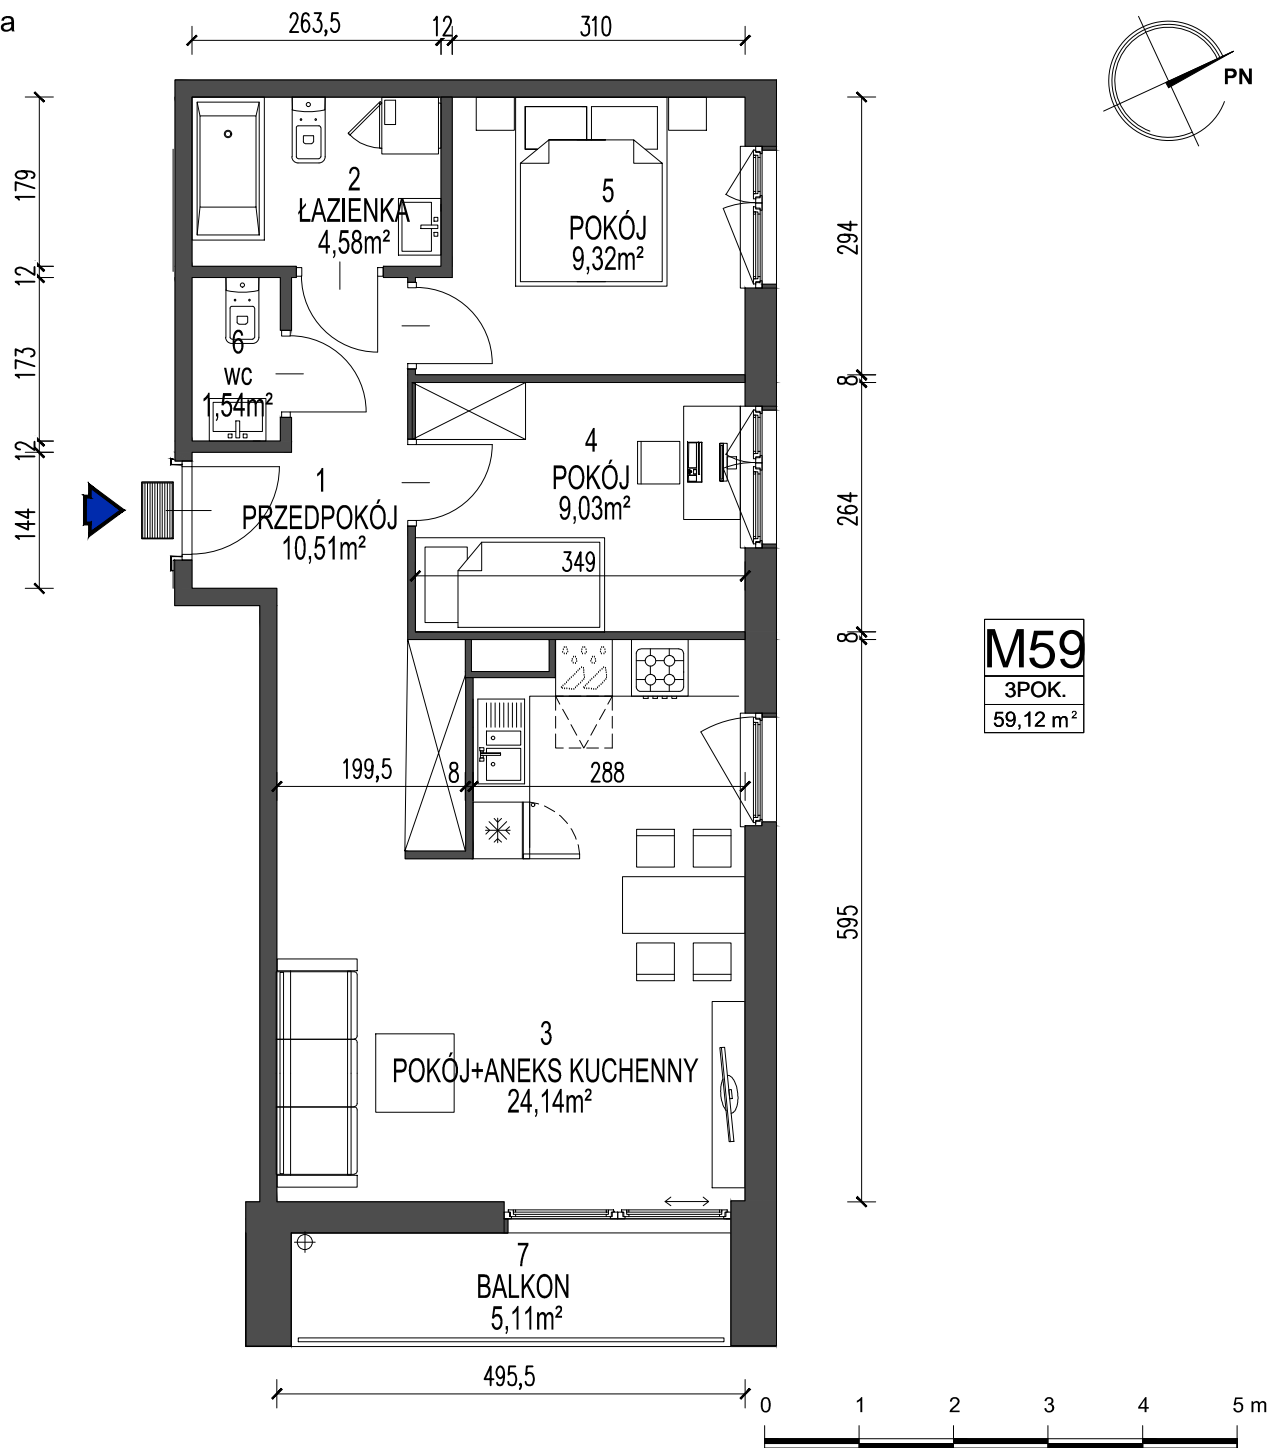 a
263,5
12
310
PN
179
12
173
12
144
2
ŁAZIENKA
4,58m²
5
POKÓJ
9,32m²
294
8
264
8
595
6
WC
1,54m²
4
POKÓJ
9,03m²
349
1
PRZEDPOKÓJ
10,51m²
M59
3POK.
59,12 m²
199,5
8
288
3
POKÓJ+ANEKS KUCHENNY
24,14m²
7
BALKON
5,11m²
495,5
0 1 2 3 4 5 m